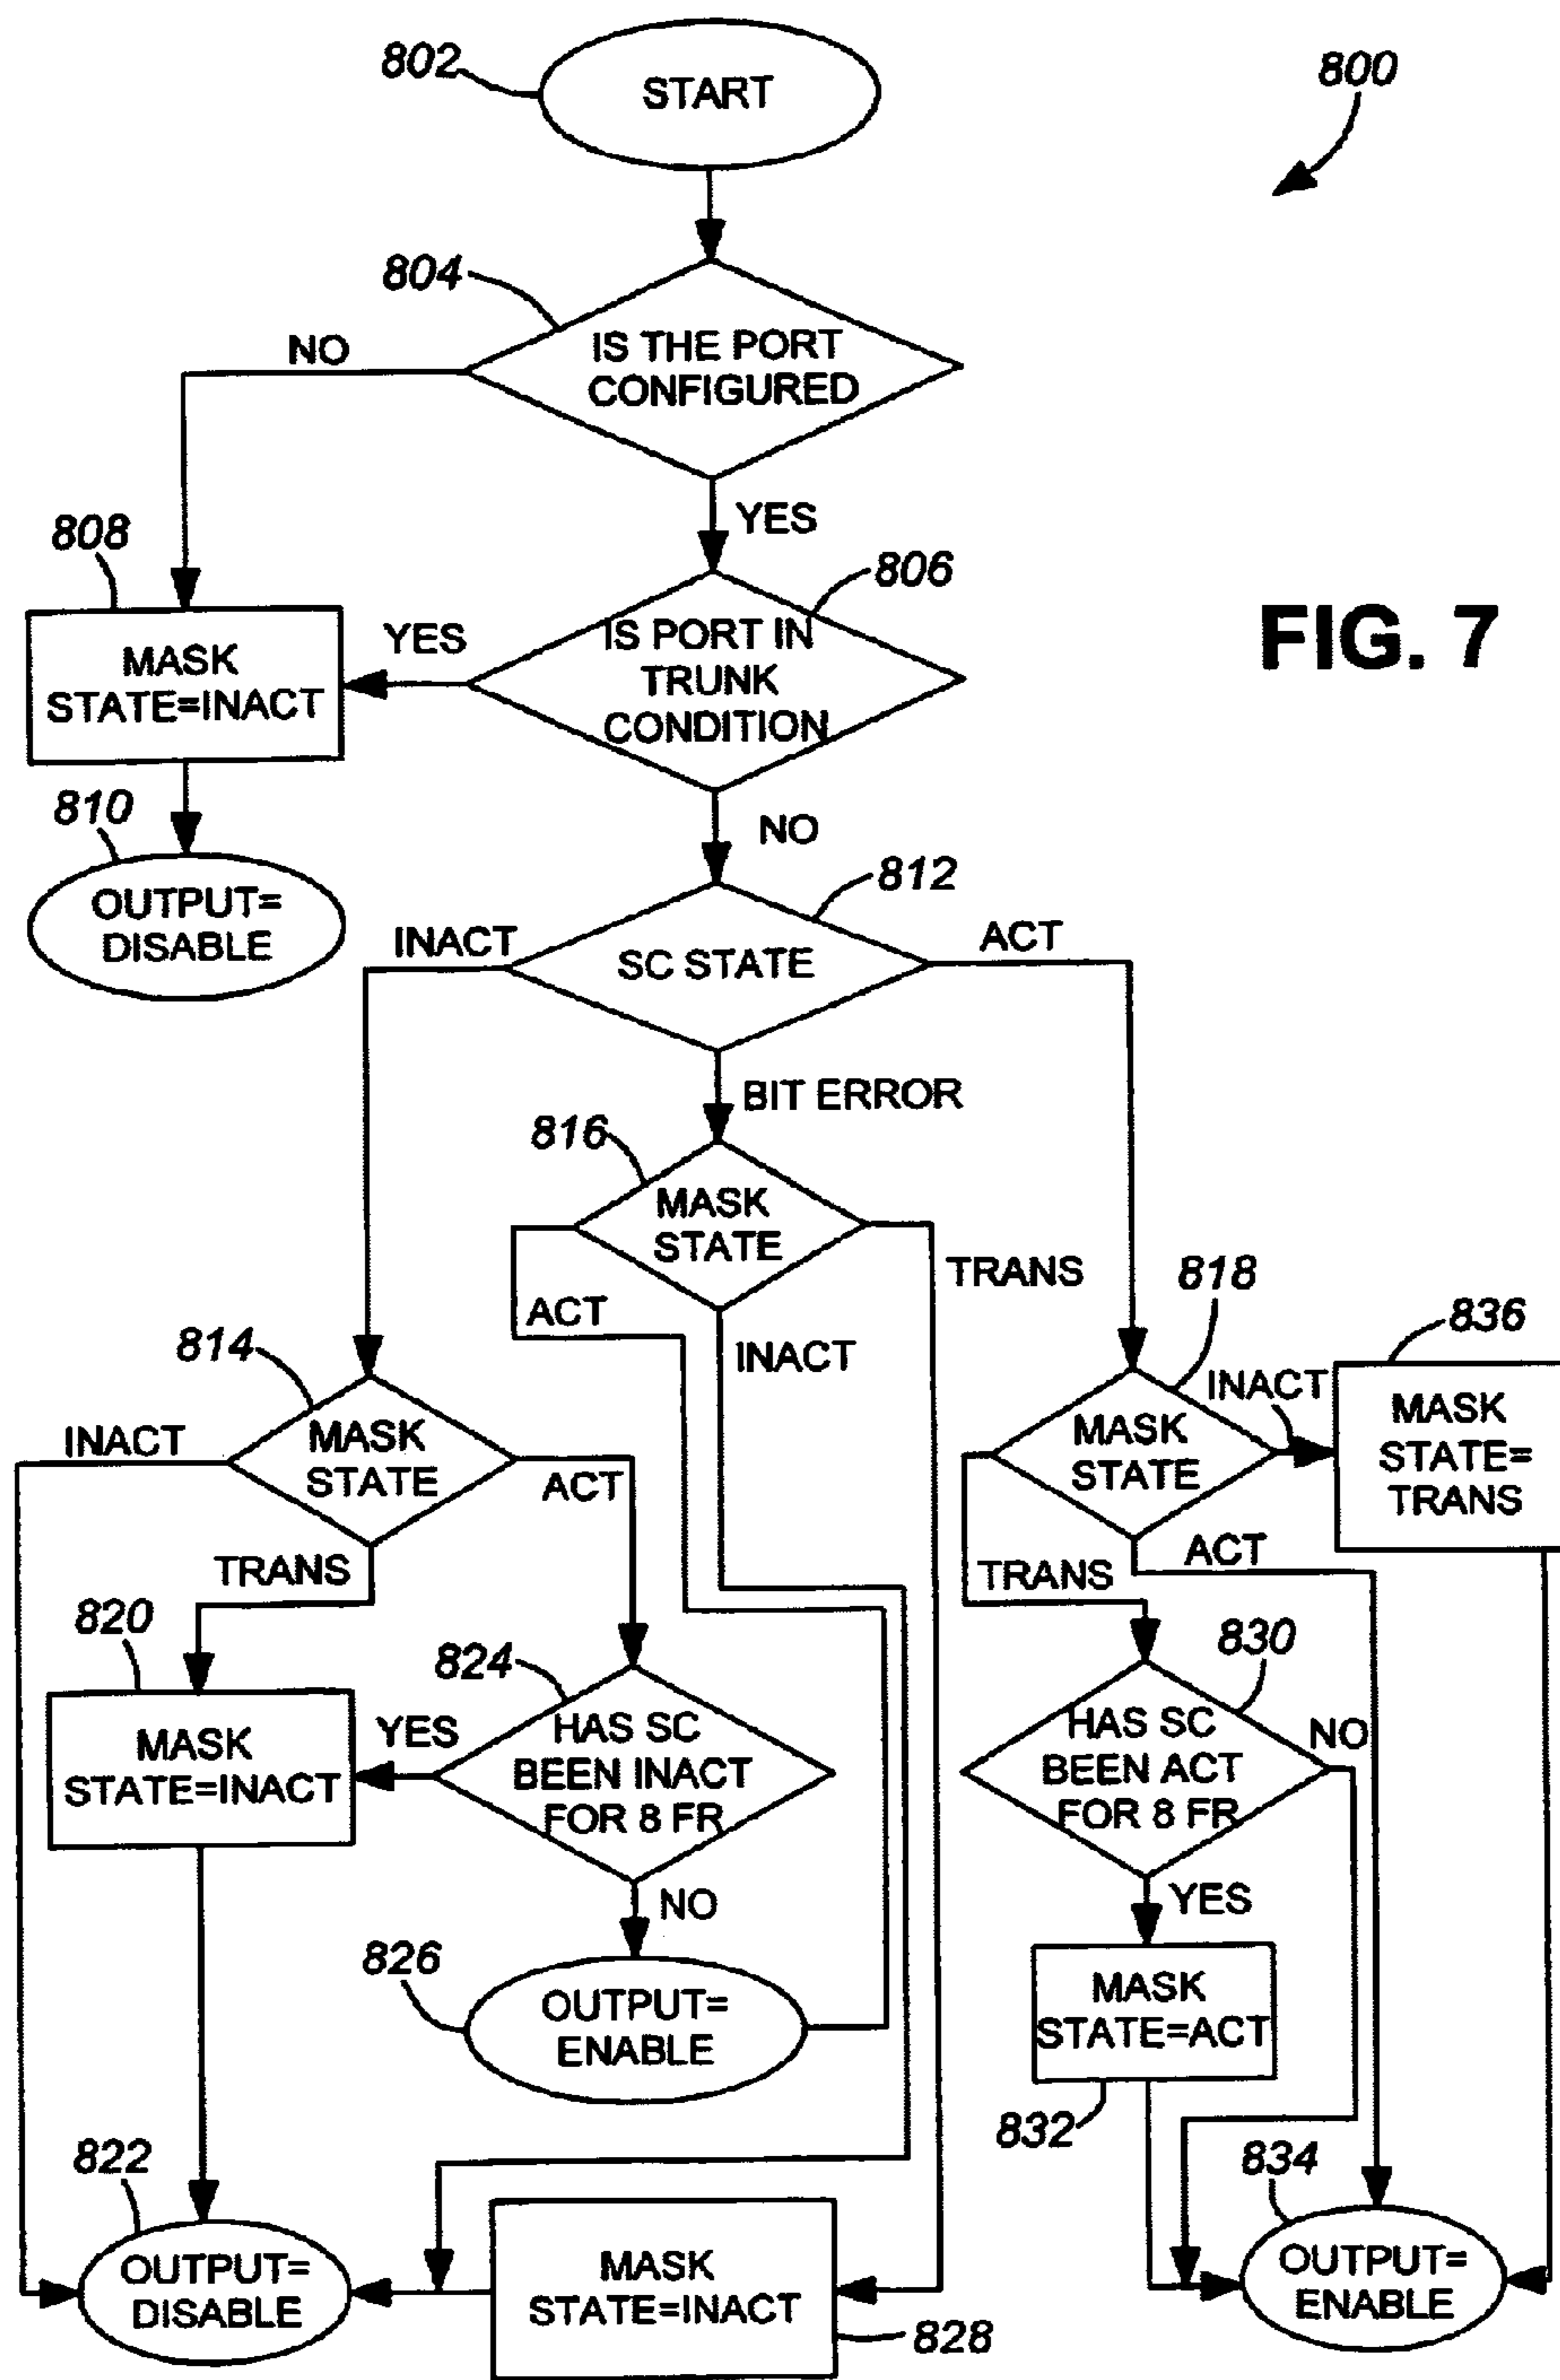 802
START
800
804
NO
IS THE PORT
CONFIGURED
YES
808
806
FIG. 7
MASK
STATE=INACT
YES
IS PORT IN
TRUNK
CONDITION
810
NO
OUTPUT=
DISABLE
812
INACT
SC STATE
ACT
BIT ERROR
816
MASK
STATE
TRANS
818
ACT
INACT
836
814
INACT
MASK
STATE
ACT
TRANS
MASK
STATE
INACT
MASK
STATE=
TRANS
ACT
TRANS
820
824
830
MASK
STATE=INACT
YES
HAS SC
BEEN INACT
FOR 8 FR
HAS SC
BEEN ACT
FOR 8 FR
NO
NO
YES
826
OUTPUT=
ENABLE
MASK
STATE=ACT
832
822
834
OUTPUT=
DISABLE
MASK
STATE=INACT
828
OUTPUT=
ENABLE